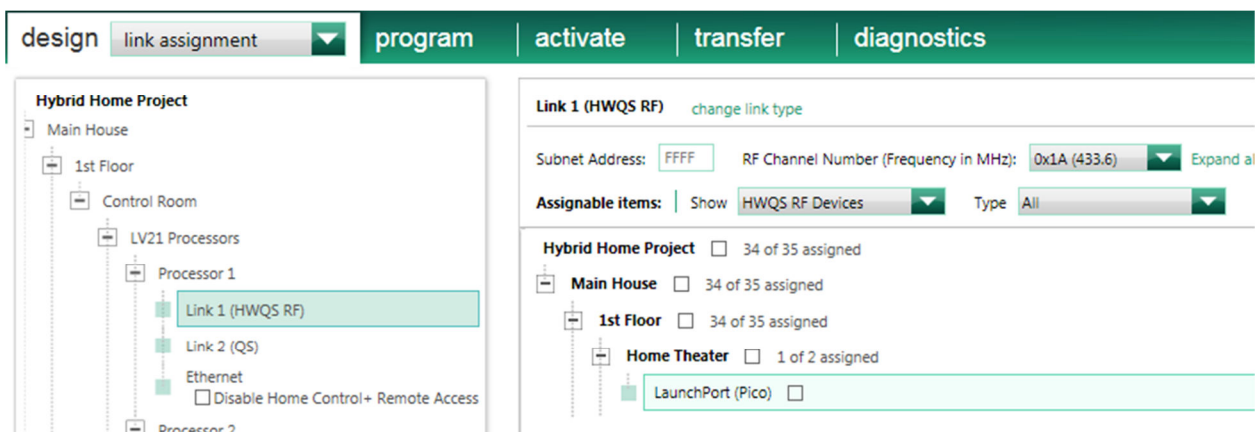 design link assignment program activate transfer diagnostics
Hybrid Home Project
Main House
1st Floor
Control Room
LV21 Processors
Processor 1
Link 1 (HWQS RF)
Link 2 (QS)
Ethernet
Disable Home Control+ Remote Access
Processor 2
Link 1 (HWQS RF) change link type
Subnet Address: FFFF RF Channel Number (Frequency in MHz): 0x1A (433.6) Expand al
Assignable items: Show HWQS RF Devices Type All
Hybrid Home Project 34 of 35 assigned
Main House 34 of 35 assigned
1st Floor 34 of 35 assigned
Home Theater 1 of 2 assigned
LaunchPort (Pico)